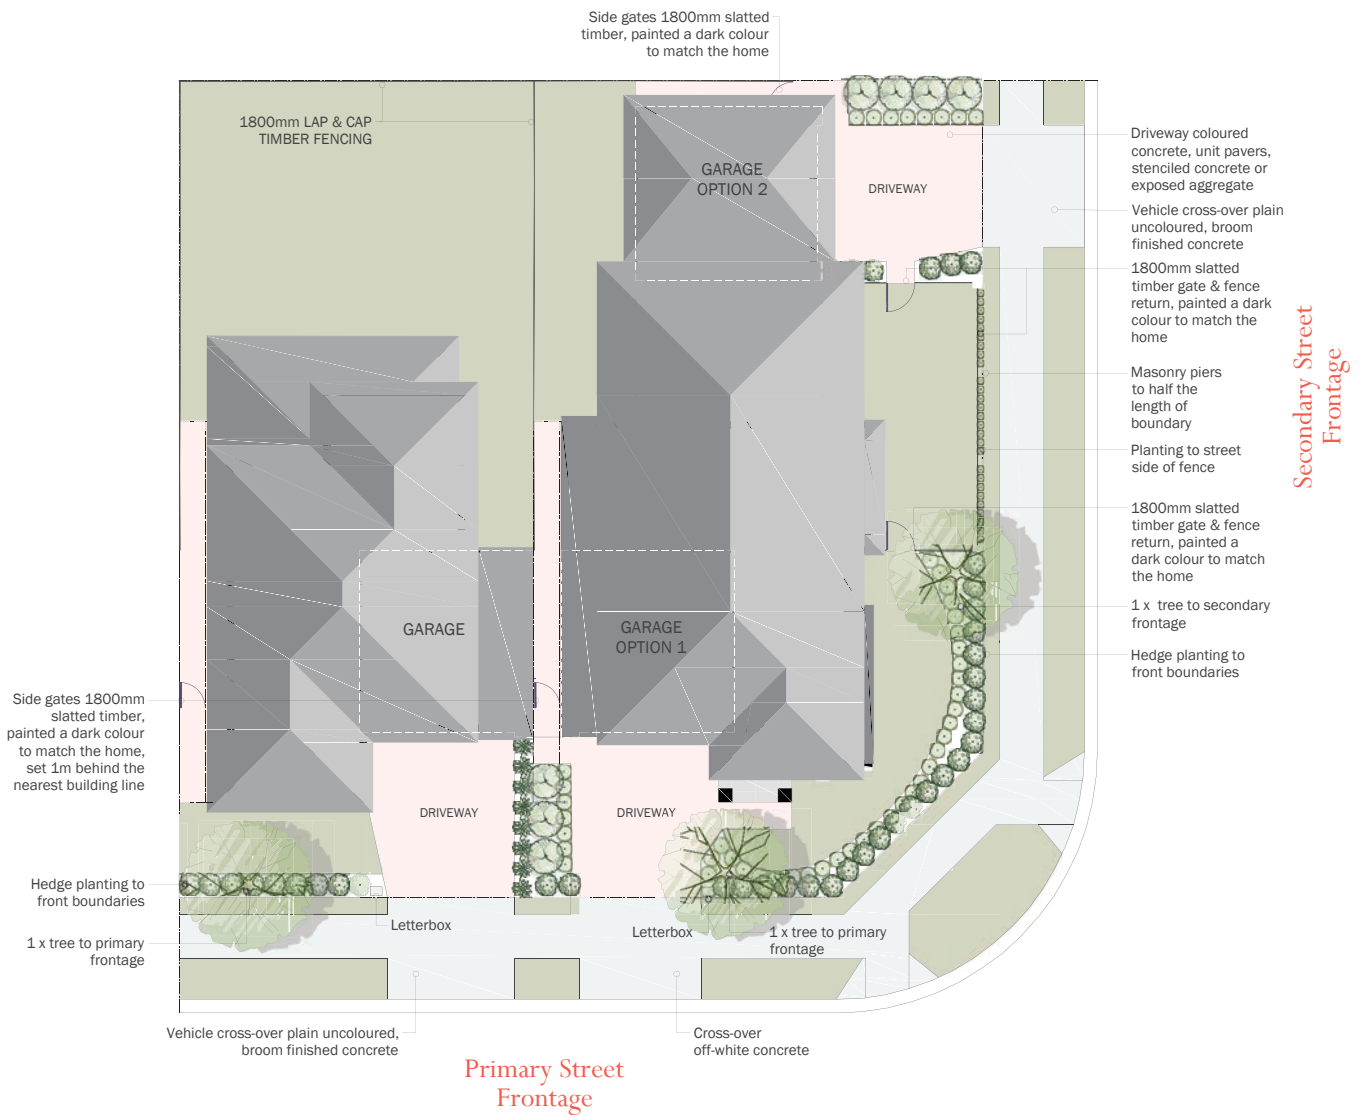 Side gates 1800mm slatted
timber, painted a dark colour
to match the home
1800mm LAP & CAP
TIMBER FENCING
GARAGE
OPTION 2
DRIVEWAY
Driveway coloured
concrete, unit pavers,
stenciled concrete or
exposed aggregate
Vehicle cross-over plain
uncoloured, broom
finished concrete
1800mm slatted
timber gate & fence
return, painted a dark
colour to match the
home
Masonry piers
to half the
length of
boundary
Planting to street
side of fence
1800mm slatted
timber gate & fence
return, painted a
dark colour to match
the home
1 x tree to secondary
frontage
Hedge planting to
front boundaries
Secondary Street
Frontage
GARAGE
GARAGE
OPTION 1
Side gates 1800mm
slatted timber,
painted a dark colour
to match the home,
set 1m behind the
nearest building line
DRIVEWAY
DRIVEWAY
Hedge planting to
front boundaries
Letterbox
1 x tree to primary
frontage
Letterbox
1 x tree to primary
frontage
Vehicle cross-over plain uncoloured,
broom finished concrete
Cross-over
off-white concrete
Primary Street
Frontage